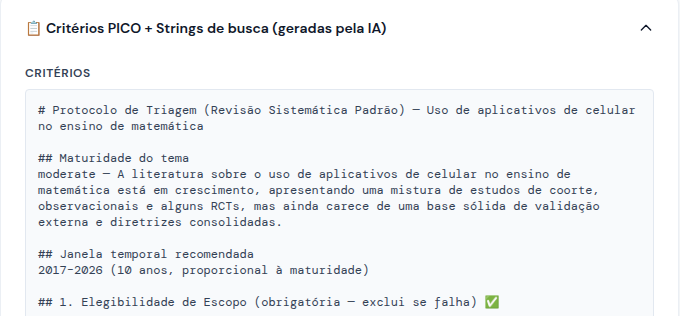 📋 Critérios PICO + Strings de busca (geradas pela IA)
CRITÉRIOS
# Protocolo de Triagem (Revisão Sistemática Padrão) — Uso de aplicativos de celular
no ensino de matemática
## Maturidade do tema
moderate — A literatura sobre o uso de aplicativos de celular no ensino de
matemática está em crescimento, apresentando uma mistura de estudos de coorte,
observacionais e alguns RCTs, mas ainda carece de uma base sólida de validação
externa e diretrizes consolidadas.
## Janela temporal recomendada
2017-2026 (10 anos, proporcional à maturidade)
## 1. Elegibilidade de Escopo (obrigatória — exclui se falha) ✅